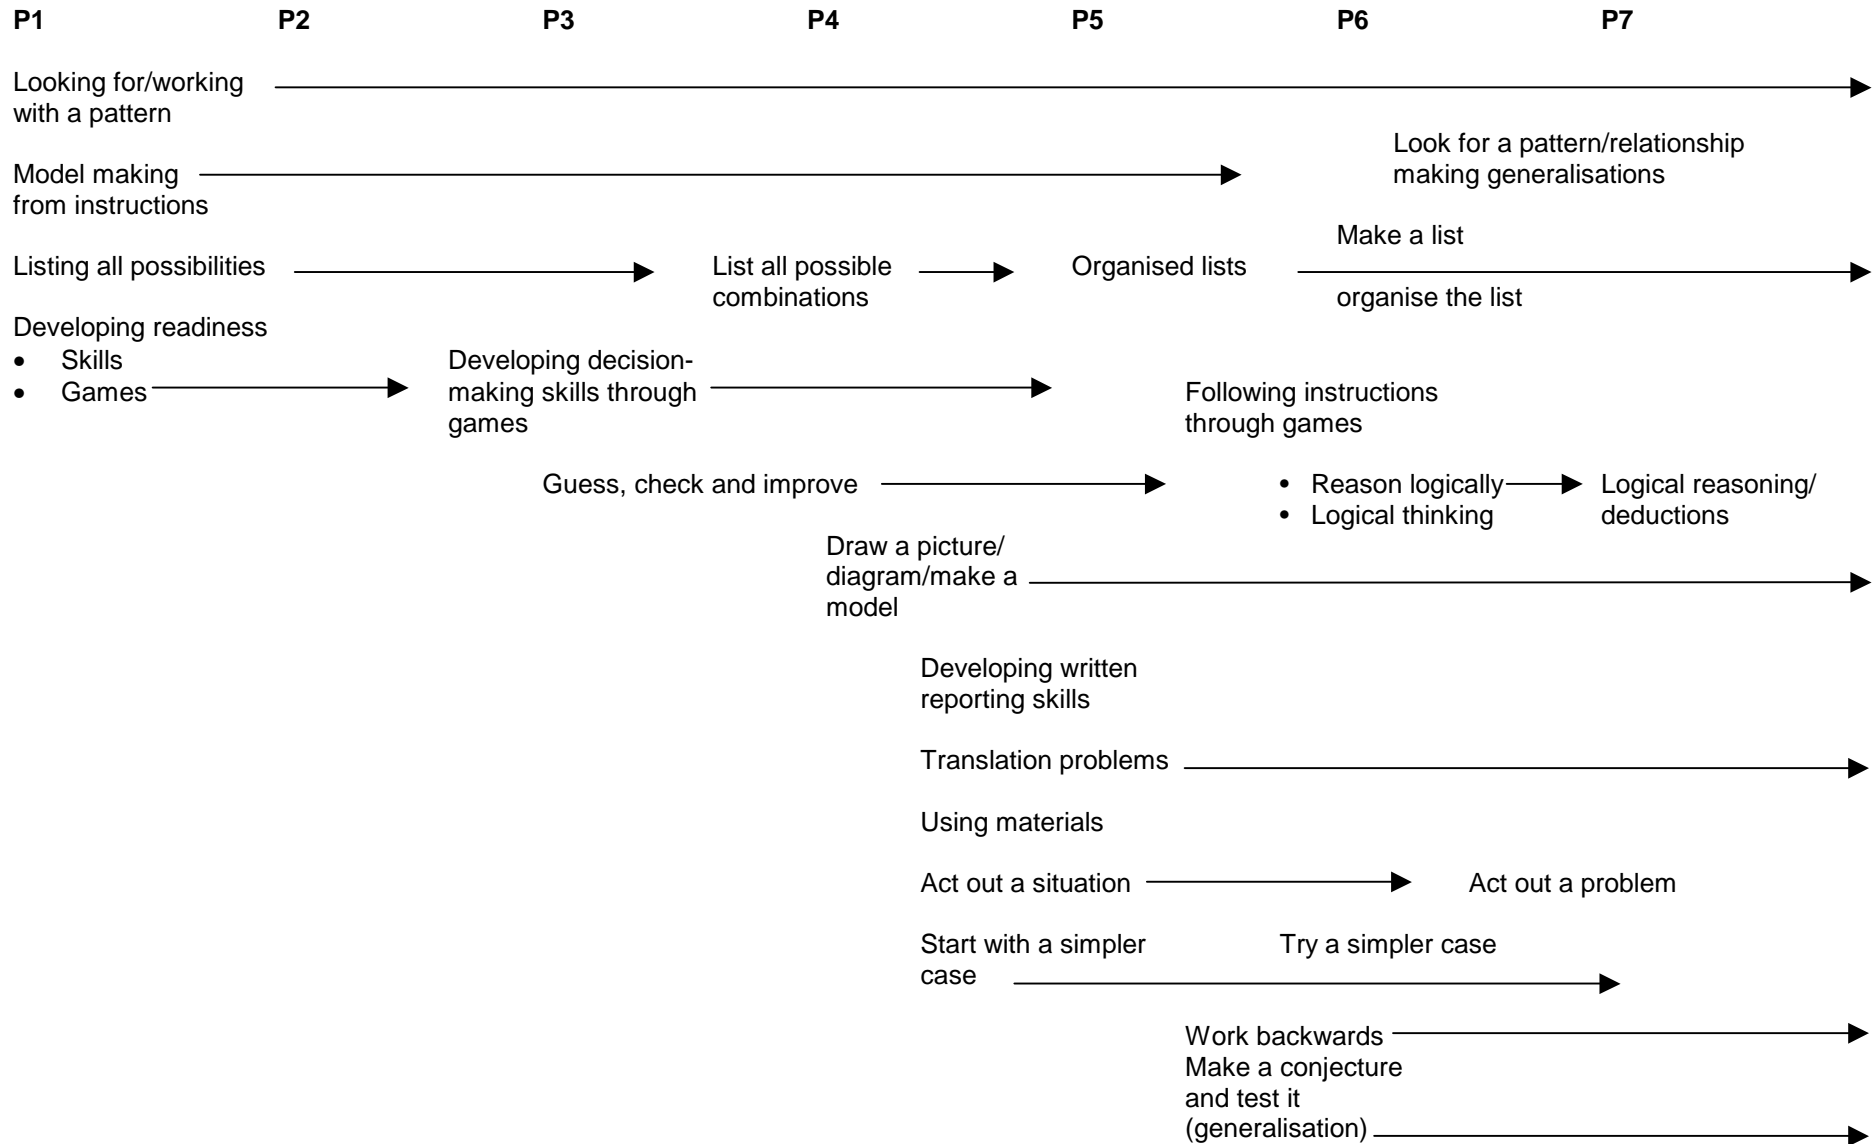 P1 P2 P3 P4 P5 P6 P7
Looking for/working
with a pattern
Look for a pattern/relationship
making generalisations
Model making
from instructions
Make a list
Listing all possibilities
List all possible
combinations
Organised lists
organise the list
Developing readiness
• Skills
• Games
Developing decision-
making skills through
games
Following instructions
through games
Guess, check and improve
• Reason logically
• Logical thinking
Logical reasoning/
deductions
Draw a picture/
diagram/make a
model
Developing written
reporting skills
Translation problems
Using materials
Act out a situation
Act out a problem
Start with a simpler
case
Try a simpler case
Work backwards
Make a conjecture
and test it
(generalisation)